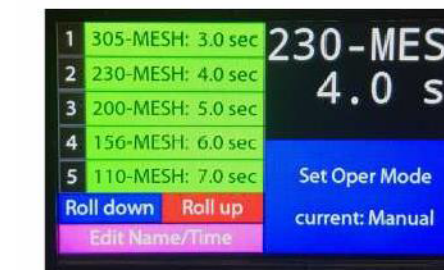 1 305-MESH: 3.0 sec
2 230-MESH: 4.0 sec
3 200-MESH: 5.0 sec
4 156-MESH: 6.0 sec
5 110-MESH: 7.0 sec
Roll down Roll up
Edit Name/Time
230-MES
4.0 s
Set Oper Mode
current: Manual